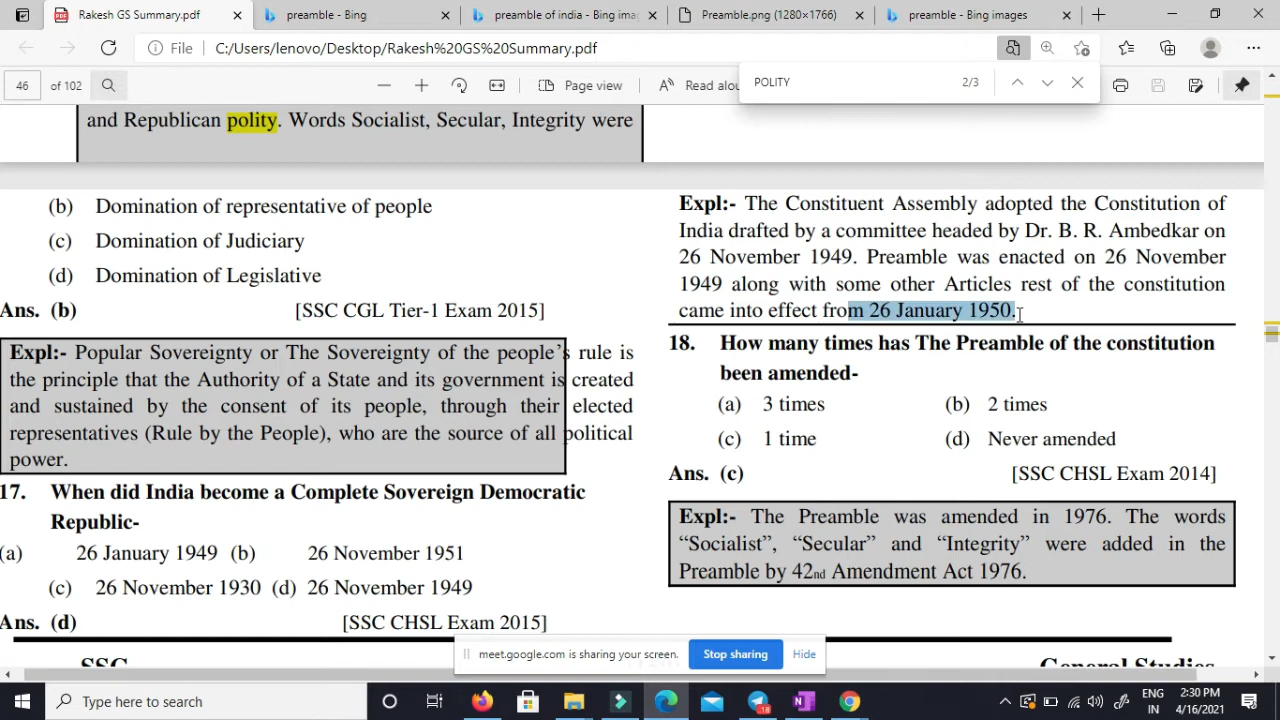 Rakesh GS Summary.pdf
preamble - Bing
preamble of india - Bing imag
Preamble.png (1280×1766)
preamble - Bing images
File
C:/Users/lenovo/Desktop/Rakesh%20GS%20Summary.pdf
46 of 102
Page view
Read alou
POLITY
2/3
and Republican polity. Words Socialist, Secular, Integrity were
(b) Domination of representative of people
(c) Domination of Judiciary
(d) Domination of Legislative
Ans. (b) [SSC CGL Tier-1 Exam 2015]
Expl:- Popular Sovereignty or The Sovereignty of the people's rule is
the principle that the Authority of a State and its government is created
and sustained by the consent of its people, through their elected
representatives (Rule by the People), who are the source of all political
power.
17. When did India become a Complete Sovereign Democratic
Republic-
(a) 26 January 1949 (b) 26 November 1951
(c) 26 November 1930 (d) 26 November 1949
Ans. (d) [SSC CHSL Exam 2015]
Expl:- The Constituent Assembly adopted the Constitution of
India drafted by a committee headed by Dr. B. R. Ambedkar on
26 November 1949. Preamble was enacted on 26 November
1949 along with some other Articles rest of the constitution
came into effect from 26 January 1950.
18. How many times has The Preamble of the constitution
been amended-
(a) 3 times (b) 2 times
(c) 1 time (d) Never amended
Ans. (c) [SSC CHSL Exam 2014]
Expl:- The Preamble was amended in 1976. The words
“Socialist”, “Secular” and “Integrity” were added in the
Preamble by 42nd Amendment Act 1976.
SSC
General Studies
meet.google.com is sharing your screen.
Stop sharing
Hide
Type here to search
18
ENG
IN
2:30 PM
4/16/2021